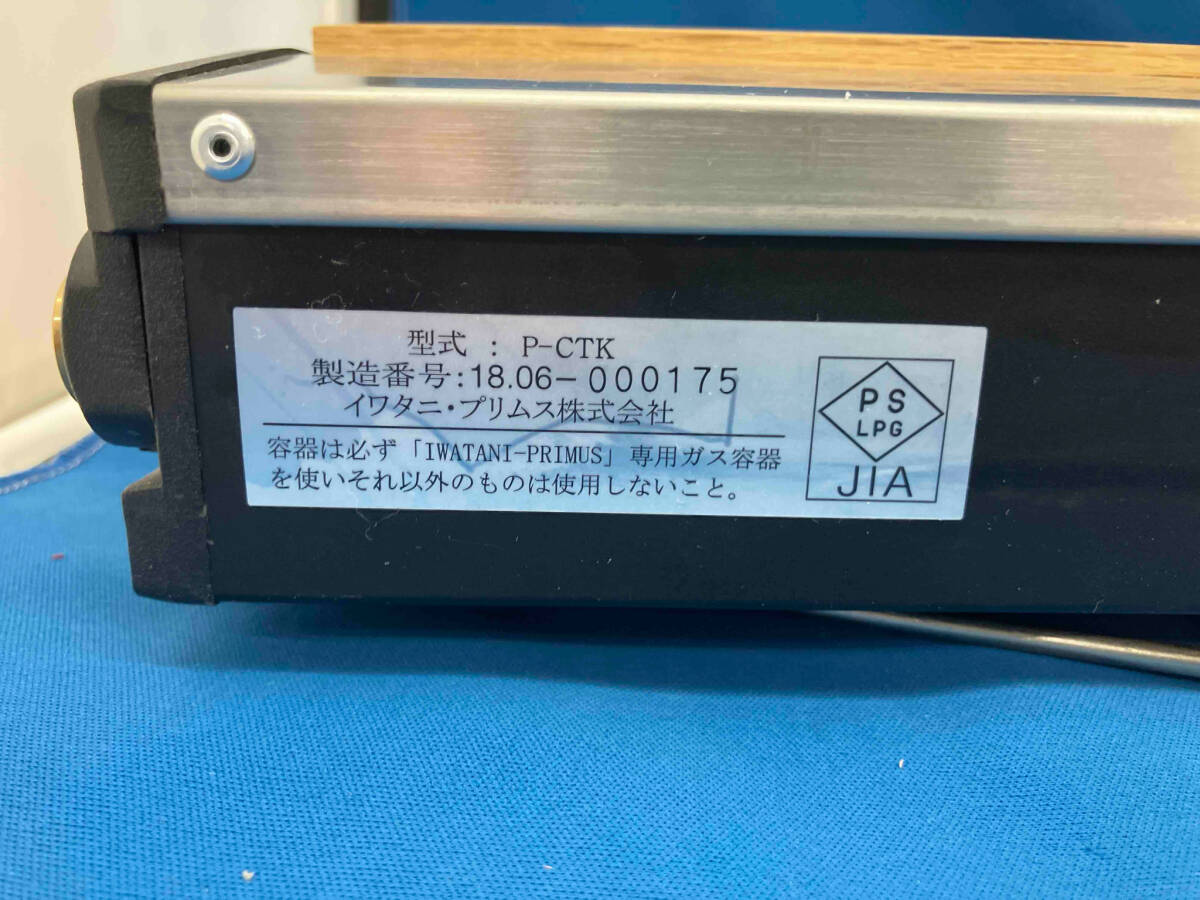 型式 : P-CTK
製造番号:18.06-000175
イワタニ・プリムス株式会社
容器は必ず「IWATANI-PRIMUS」専用ガス容器
を使いそれ以外のものは使用しないこと。
PS
LPG
JIA